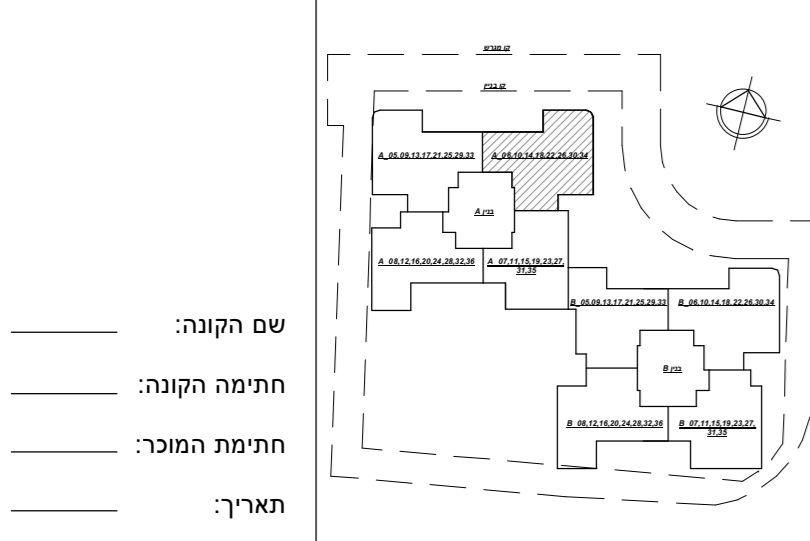 קו מגרש
קו בניין
A_05,09,13,17,21,25,29,33
A_06,10,14,18,22,26,30,34
בניין A
A_08,12,16,20,24,28,32,36
A_07,11,15,19,23,27,
31,35
B_05,09,13,17,21,25,29,33
B_06,10,14,18,22,26,30,34
בניין B
B_08,12,16,20,24,28,32,36
B_07,11,15,19,23,27,
31,35
שם הקונה:
חתימה הקונה:
חתימת המוכר:
תאריך: